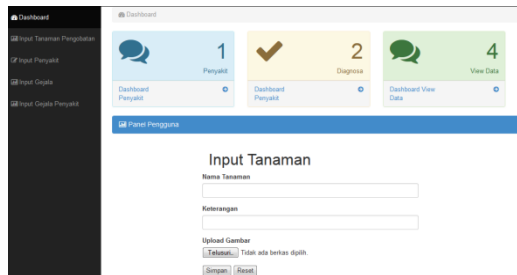 Dashboard
Input Tanaman Pengobatan
Input Penyakit
Input Gejala
Input Gejala Penyakit
Dashboard
1
Penyakit
Dashboard
Penyakit
2
Diagnosa
Dashboard
Penyakit
4
View Data
Dashboard View
Data
Panel Pengguna
Input Tanaman
Nama Tanaman
Keterangan
Upload Gambar
Telusuri... Tidak ada berkas dipilih.
Simpan Reset